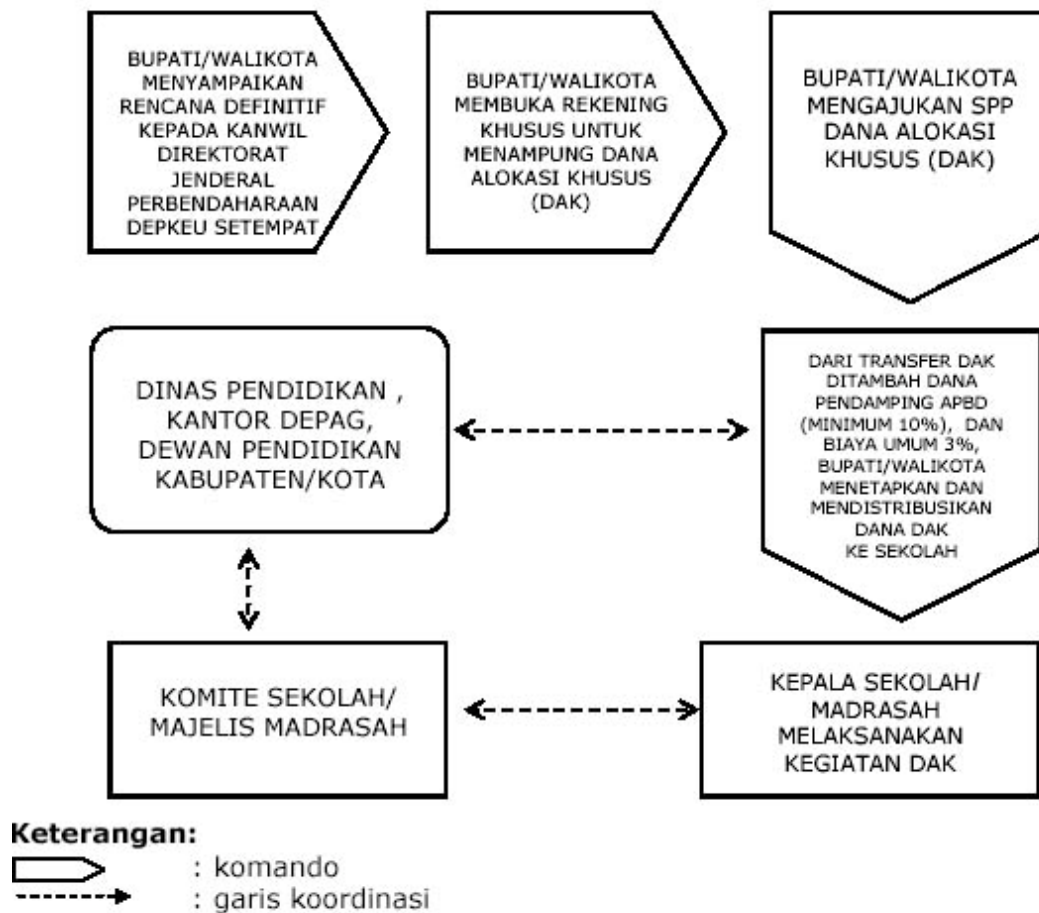 BUPATI/WALIKOTA
MENYAMPAIKAN
RENCANA DEFINITIF
KEPADA KANWIL
DIREKTORAT
JENDERAL
PERBENDAHARAAN
DEPKEU SETEMPAT
BUPATI/WALIKOTA
MEMBUKA REKENING
KHUSUS UNTUK
MENAMPUNG DANA
ALOKASI KHUSUS
(DAK)
BUPATI/WALIKOTA
MENGAJUKAN SPP
DANA ALOKASI
KHUSUS (DAK)
DINAS PENDIDIKAN ,
KANTOR DEPAG,
DEWAN PENDIDIKAN
KABUPATEN/KOTA
DARI TRANSFER DAK
DITAMBAH DANA
PENDAMPING APBD
(MINIMUM 10%), DAN
BIAYA UMUM 3%,
BUPATI/WALIKOTA
MENETAPKAN DAN
MENDISTRIBUSIKAN
DANA DAK
KE SEKOLAH
KOMITE SEKOLAH/
MAJELIS MADRASAH
KEPALA SEKOLAH/
MADRASAH
MELAKSANAKAN
KEGIATAN DAK
Keterangan:
: komando
: garis koordinasi